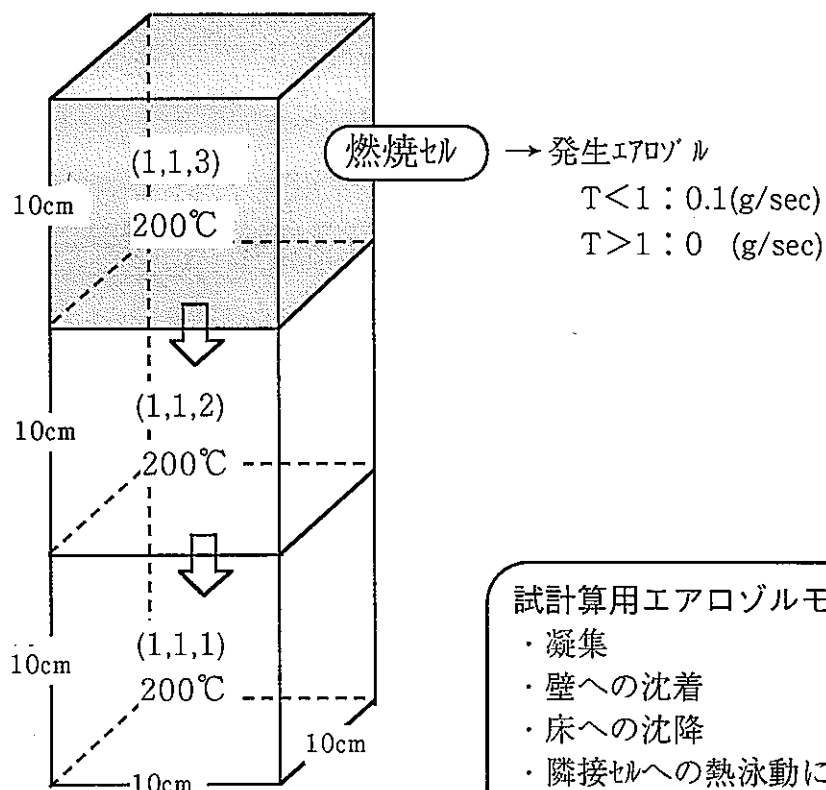 (1,1,3)
200℃
10cm
燃焼セル
→ 発生エアロゾル
T<1:0.1(g/sec)
T>1:0 (g/sec)
(1,1,2)
200℃
10cm
(1,1,1)
200℃
10cm
10cm
10cm
試計算用エアロゾルモ
・凝集
・壁への沈着
・床への沈降
・隣接セルへの熱泳動に